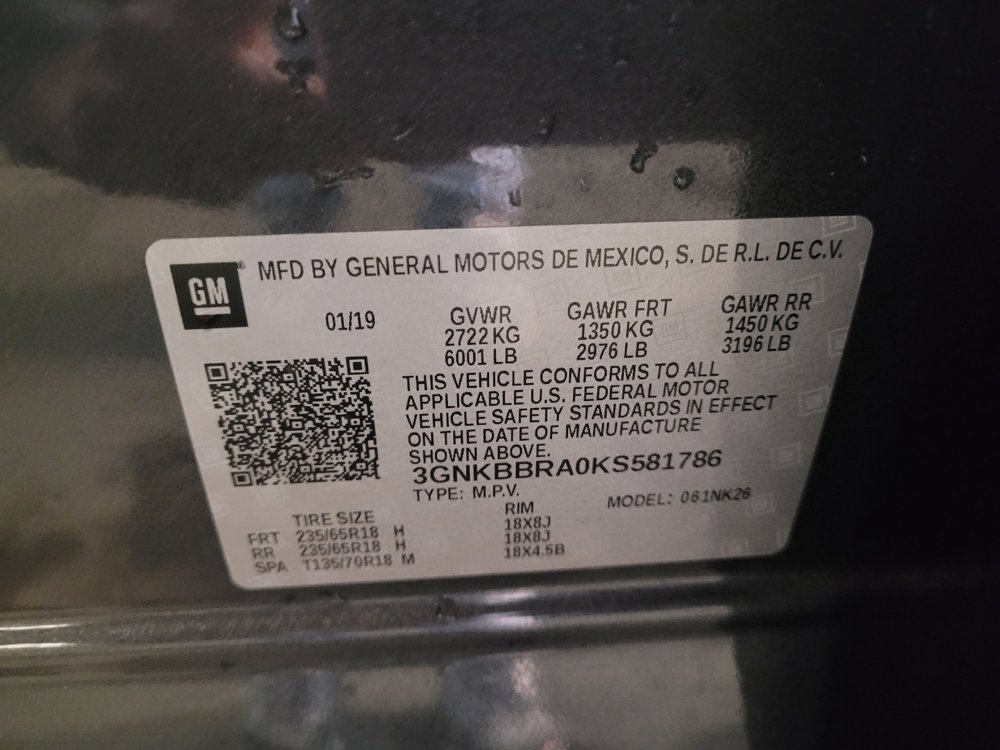 GM
MFD BY GENERAL MOTORS DE MEXICO, S. DE R.L. DE C.V.
01/19
GVWR
2722 KG
6001 LB
GAWR FRT
1350 KG
2976 LB
GAWR RR
1450 KG
3196 LB
THIS VEHICLE CONFORMS TO ALL
APPLICABLE U.S. FEDERAL MOTOR
VEHICLE SAFETY STANDARDS IN EFFECT
ON THE DATE OF MANUFACTURE
SHOWN ABOVE.
3GNKBBRA0KS581786
TYPE: M.P.V.
MODEL: 061NK26
TIRE SIZE RIM
FRT 235/65R18 H 18X8J
RR 235/65R18 H 18X8J
SPA T135/70R18 M 18X4.5B